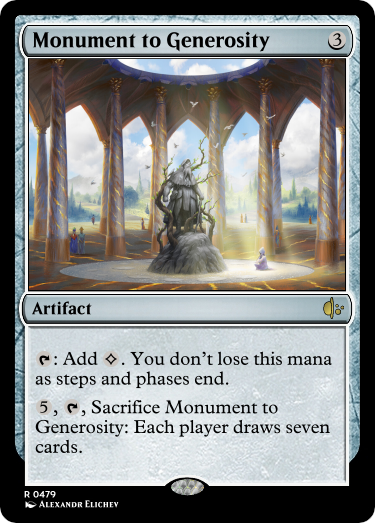 Monument to Generosity 3
Artifact
: Add . You don't lose this mana
as steps and phases end.
5, , Sacrifice Monument to
Generosity: Each player draws seven
cards.
R 0479
Alexandr Elichev